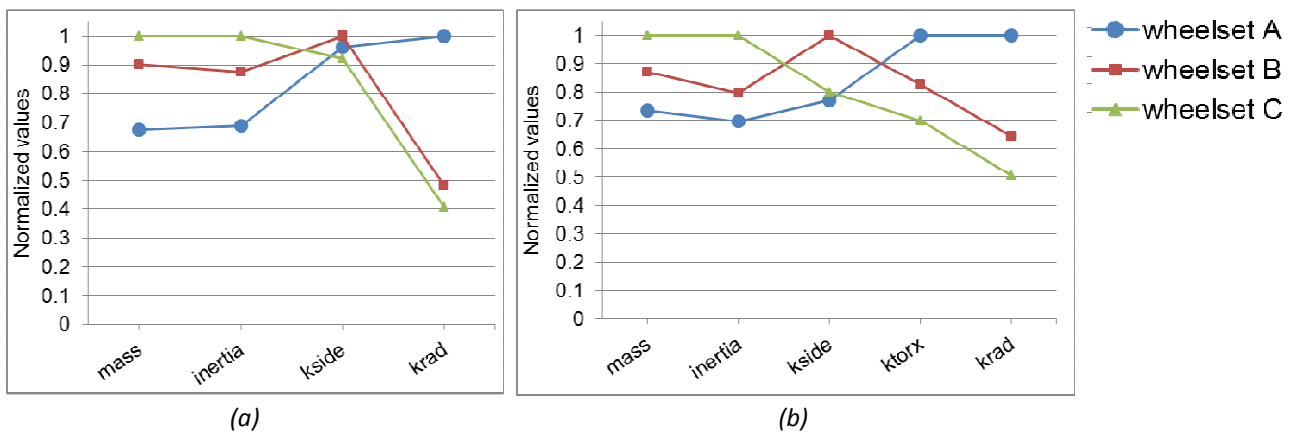 Normalized values
1
0.9
0.8
0.7
0.6
0.5
0.4
0.3
0.2
0.1
0
mass
inertia
kside
krad
(a)
Normalized values
1
0.9
0.8
0.7
0.6
0.5
0.4
0.3
0.2
0.1
0
mass
inertia
kside
ktorx
krad
(b)
wheelset A
wheelset B
wheelset C